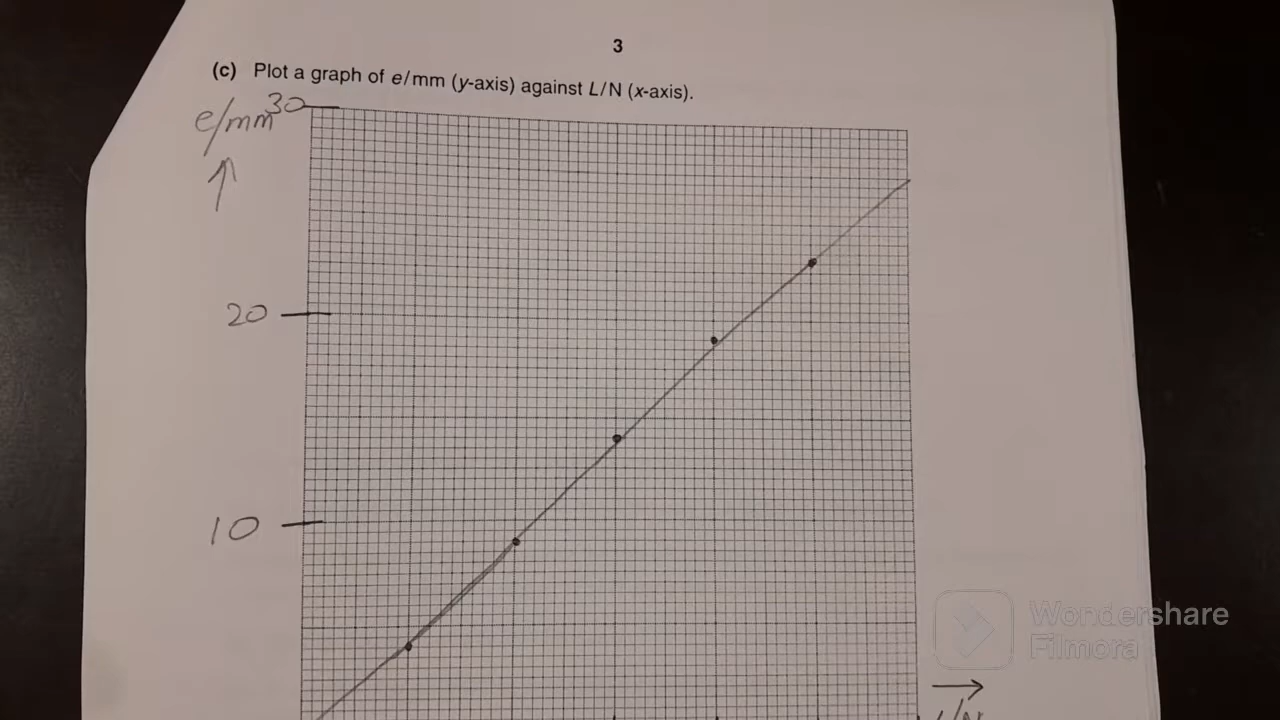 3
(c) Plot a graph of e/mm (y-axis) against L/N (x-axis).
30
e/mm
20
10
Wondershare
Filmora
L/N